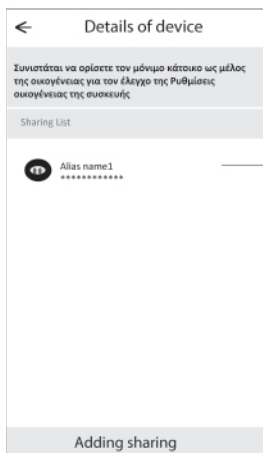 ← Details of device
Συνιστάται να ορίσετε τον μόνιμο κάτοικο ως μέλος
της οικογένειας για τον έλεγχο της Ρυθμίσεις
οικογένειας της συσκευής
Sharing List
Alias name1
************
Adding sharing